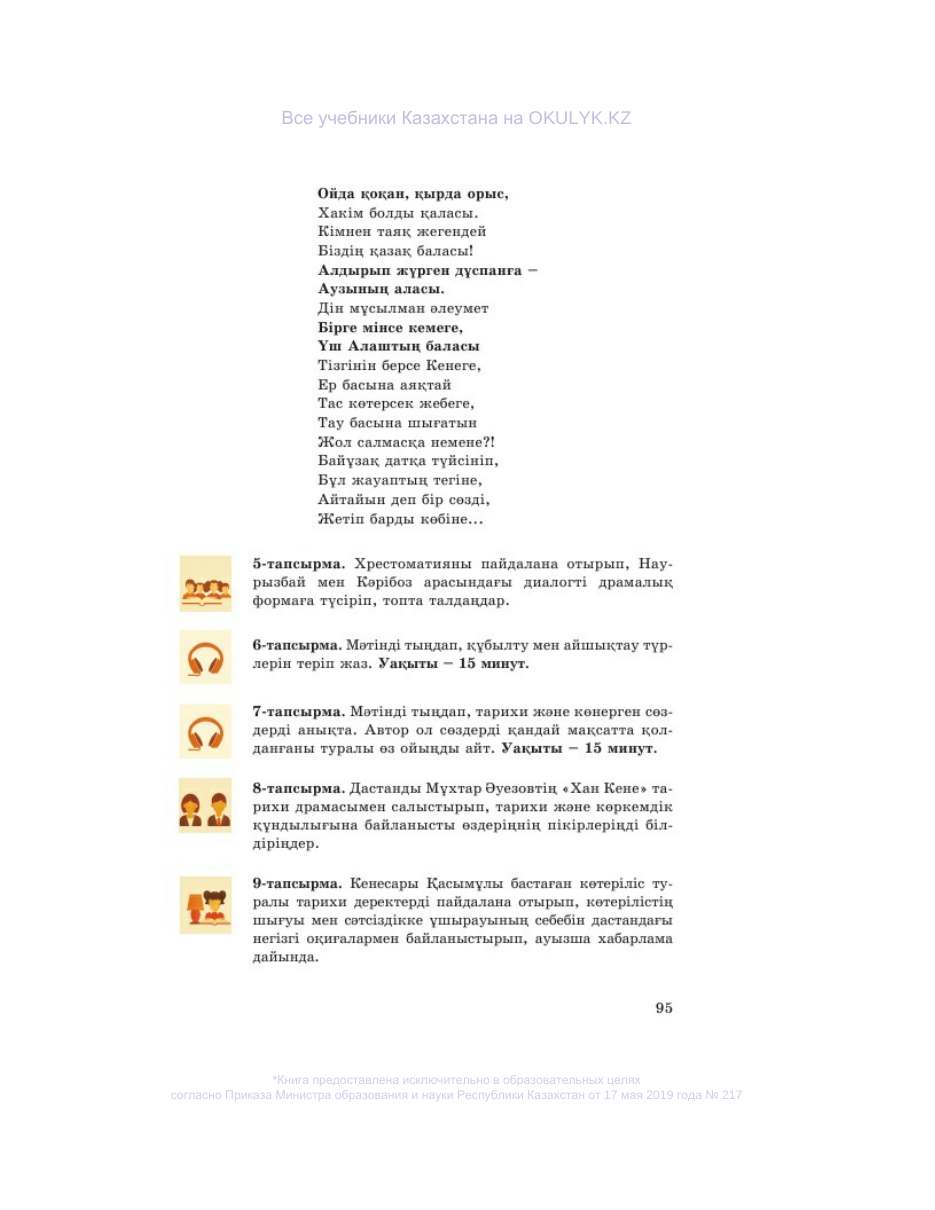 Все учебники Казахстана на OKULYK.KZ
Ойда қоқан, қырда орыс,
Хакім болды қаласы.
Кімнен таяқ жегендей
Біздің қазақ баласы!
Алдырып жүрген дұспанға –
Аузының аласы.
Дін мұсылман әлеумет
Бірге мінсе кемеге,
Үш Алаштың баласы
Тізгінін берсе Кенеге,
Ер басына аяқтай
Тас көтерсек жебеге,
Тау басына шығатын
Жол салмасқа немене?!
Байұзақ датқа түйсініп,
Бұл жауаптың тегіне,
Айтайын деп бір сөзді,
Жетіп барды көбіне...
5-тапсырма. Хрестоматияны пайдалана отырып, Нау-
рызбай мен Кәрібоз арасындағы диалогті драмалық
формаға түсіріп, топта талдаңдар.
6-тапсырма. Мәтінді тыңдап, құбылту мен айшықтау түр-
лерін теріп жаз. Уақыты – 15 минут.
7-тапсырма. Мәтінді тыңдап, тарихи және көнерген сөз-
дерді анықта. Автор ол сөздерді қандай мақсатта қол-
данғаны туралы өз ойыңды айт. Уақыты – 15 минут.
8-тапсырма. Дастанды Мұхтар Әуезовтің «Хан Кене» та-
рихи драмасымен салыстырып, тарихи және көркемдік
құндылығына байланысты өздеріңнің пікірлеріңді біл-
діріңдер.
9-тапсырма. Кенесары Қасымұлы бастаған көтеріліс ту-
ралы тарихи деректерді пайдалана отырып, көтерілістің
шығуы мен сәтсіздікке ұшырауының себебін дастандағы
негізгі оқиғалармен байланыстырып, ауызша хабарлама
дайында.
95
*Книга предоставлена исключительно в образовательных целях
согласно Приказа Министра образования и науки Республики Казахстан от 17 мая 2019 года № 217